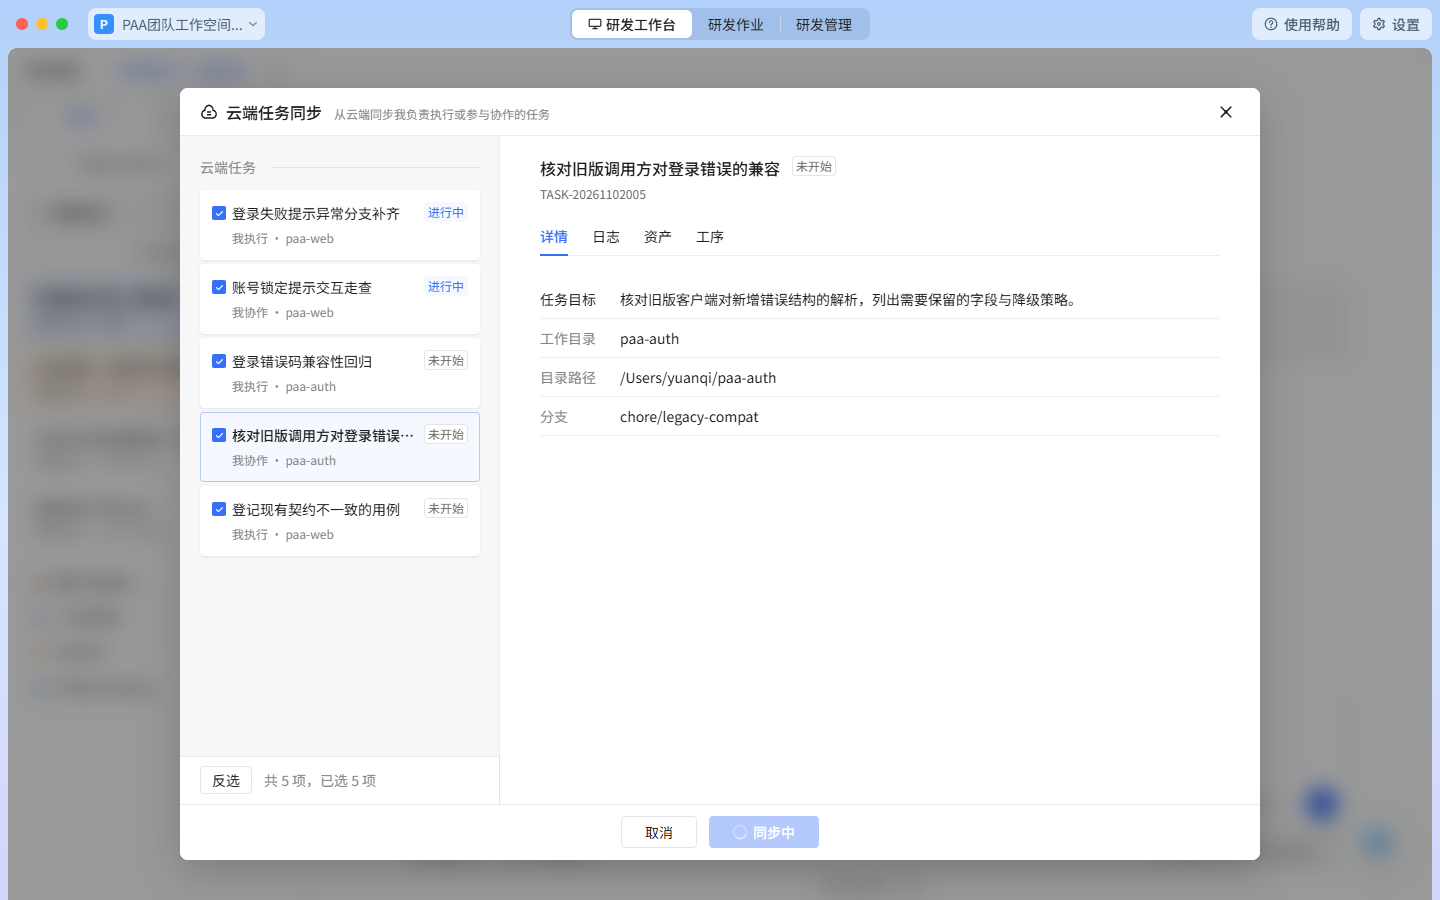 P PAA团队工作空间...
研发工作台 研发作业 研发管理
使用帮助 设置
云端任务同步 从云端同步我负责执行或参与协作的任务
云端任务
登录失败提示异常分支补齐 进行中
我执行 • paa-web
账号锁定提示交互走查 进行中
我协作 • paa-web
登录错误码兼容性回归 未开始
我执行 • paa-auth
核对旧版调用方对登录错误… 未开始
我协作 • paa-auth
登记现有契约不一致的用例 未开始
我执行 • paa-web
反选 共 5 项，已选 5 项
核对旧版调用方对登录错误的兼容 未开始
TASK-20261102005
详情 日志 资产 工序
任务目标 核对旧版客户端对新增错误结构的解析，列出需要保留的字段与降级策略。
工作目录 paa-auth
目录路径 /Users/yuanqi/paa-auth
分支 chore/legacy-compat
取消 同步中